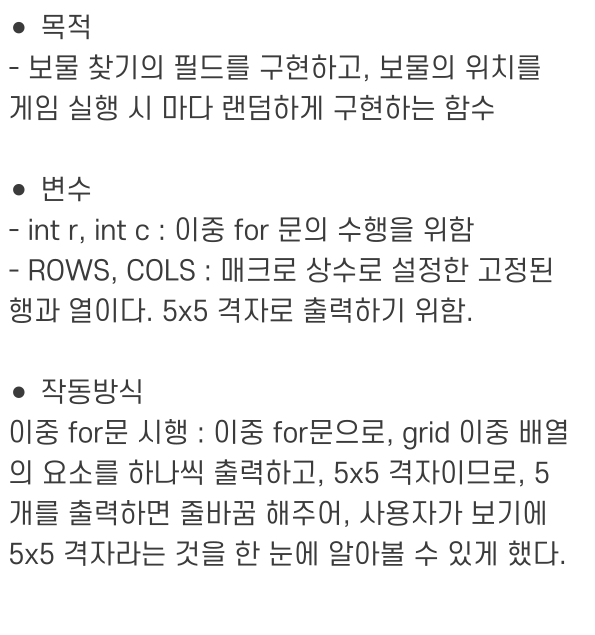 ● 목적
- 보물 찾기의 필드를 구현하고, 보물의 위치를
게임 실행 시 마다 랜덤하게 구현하는 함수
● 변수
- int r, int c : 이중 for 문의 수행을 위함
- ROWS, COLS : 매크로 상수로 설정한 고정된
행과 열이다. 5x5 격자로 출력하기 위함.
● 작동방식
이중 for문 시행 : 이중 for문으로, grid 이중 배열
의 요소를 하나씩 출력하고, 5x5 격자이므로, 5
개를 출력하면 줄바꿈 해주어, 사용자가 보기에
5x5 격자라는 것을 한 눈에 알아볼 수 있게 했다.